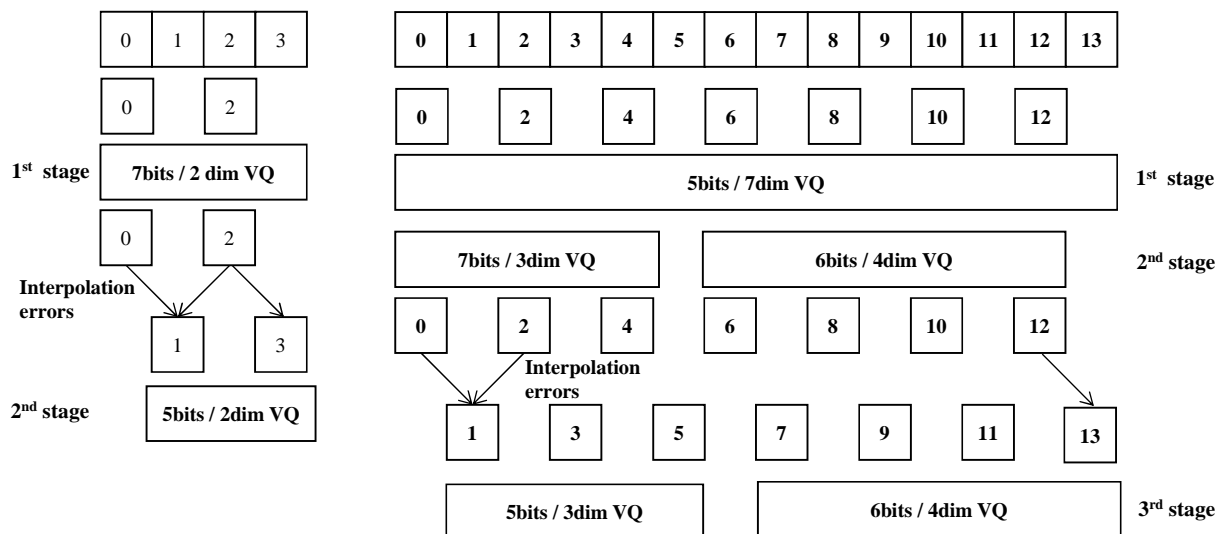 0 1 2 3
0 2
1st stage
7bits / 2 dim VQ
0 2
Interpolation
errors
1 3
2nd stage
5bits / 2dim VQ
0 1 2 3 4 5 6 7 8 9 10 11 12 13
0 2 4 6 8 10 12
5bits / 7dim VQ
1st stage
7bits / 3dim VQ
6bits / 4dim VQ
2nd stage
0 2 4 6 8 10 12
Interpolation
errors
1 3 5 7 9 11 13
5bits / 3dim VQ
6bits / 4dim VQ
3rd stage